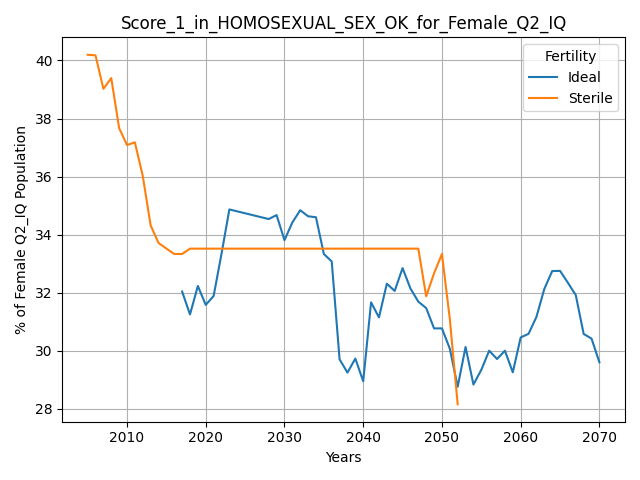 Score_1_in_HOMOSEXUAL_SEX_OK_for_Female_Q2_IQ
Fertility
Ideal
Sterile
% of Female Q2_IQ Population
40
38
36
34
32
30
28
2010 2020 2030 2040 2050 2060 2070
Years